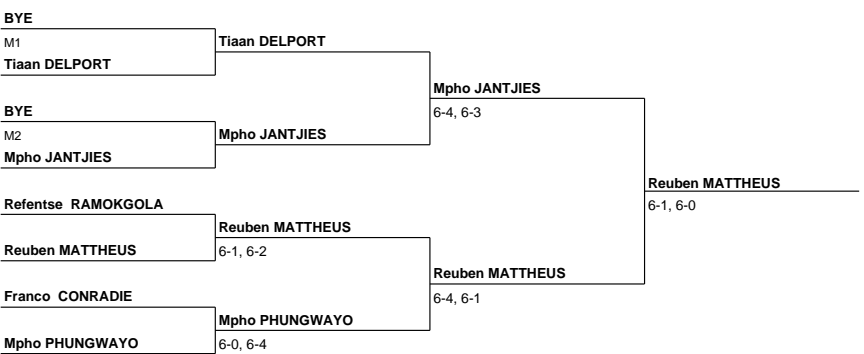 BYE
M1
Tiaan DELPORT
BYE
M2
Mpho JANTJIES
Refentse RAMOKGOLA
Reuben MATTHEUS
Franco CONRADIE
Mpho PHUNGWAYO
Tiaan DELPORT
Mpho JANTJIES
Reuben MATTHEUS
6-1, 6-2
Mpho PHUNGWAYO
6-0, 6-4
Mpho JANTJIES
6-4, 6-3
Reuben MATTHEUS
6-4, 6-1
Reuben MATTHEUS
6-1, 6-0